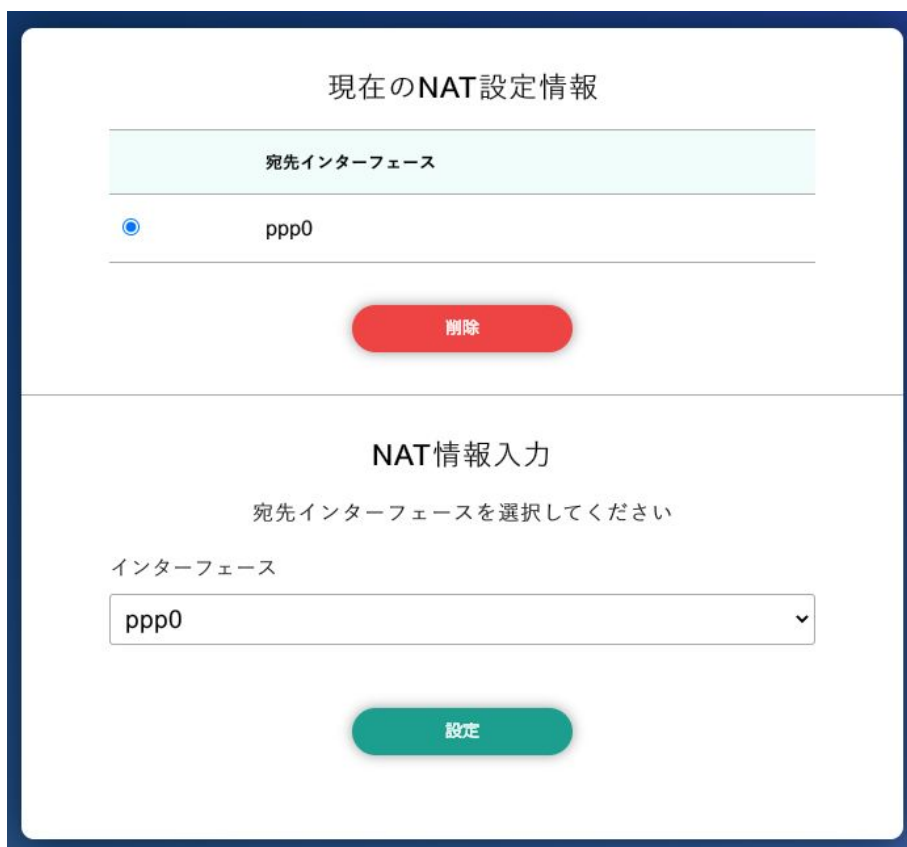 現在のNAT設定情報
宛先インターフェース
ppp0
削除
NAT情報入力
宛先インターフェースを選択してください
インターフェース
ppp0
設定